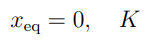 x_eq = 0, K